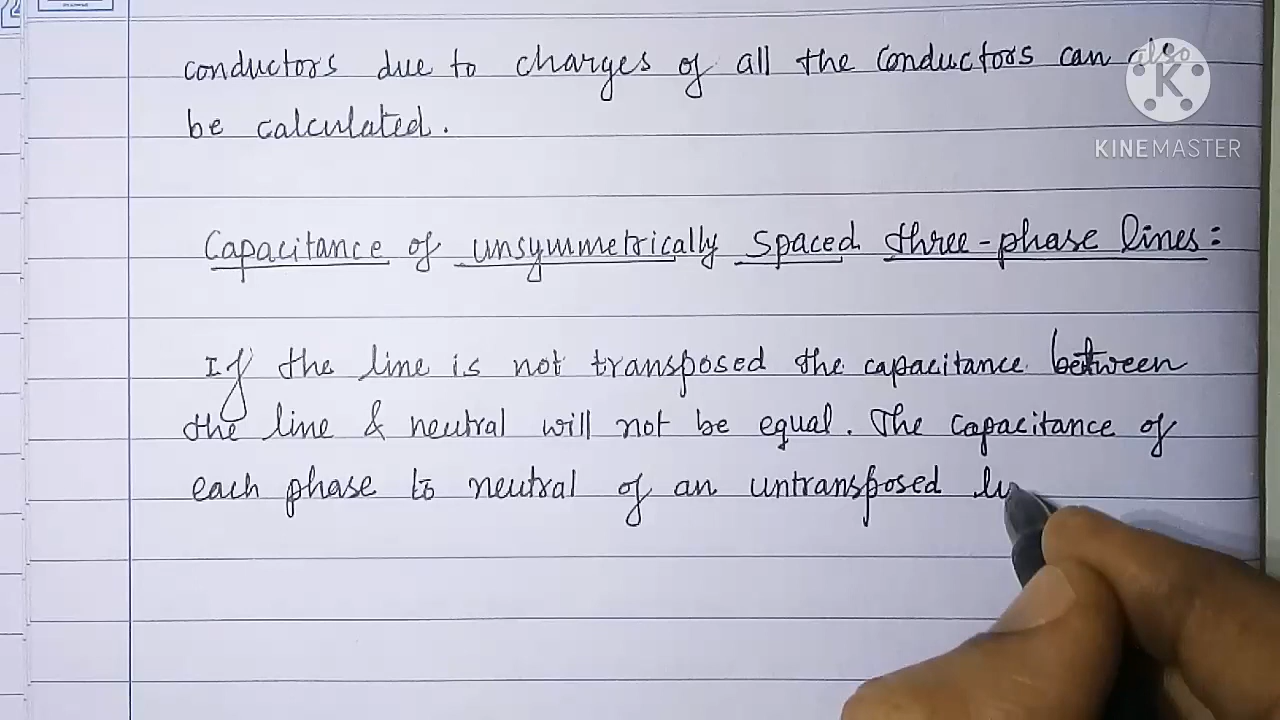 conductors due to charges of all the conductors can also
be calculated.
KINEMASTER
Capacitance of unsymmetrically spaced three-phase lines:
If the line is not transposed the capacitance between
the line & neutral will not be equal. The capacitance of
each phase to neutral of an untransposed